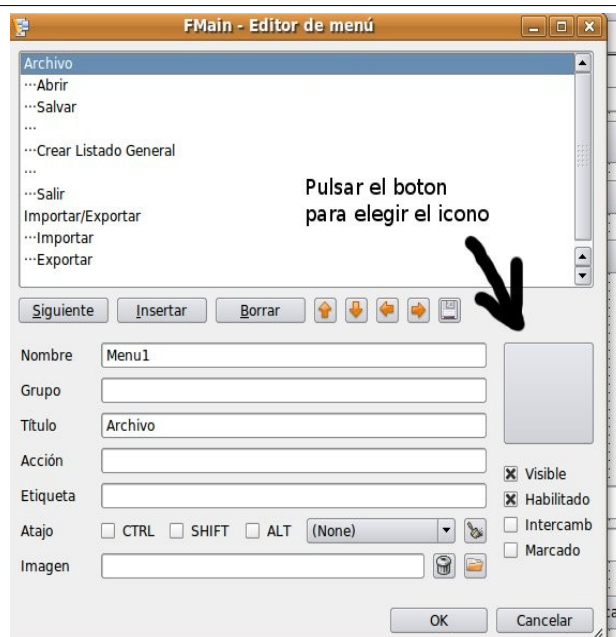 FMain - Editor de menú
Archivo
···Abrir
···Salvar
···
···Crear Listado General
···
···Salir
Importar/Exportar
···Importar
···Exportar
Pulsar el boton
para elegir el icono
Siguiente Insertar Borrar
Nombre Menu1
Grupo
Título Archivo
Acción
Etiqueta
Atajo CTRL SHIFT ALT (None)
Imagen
Visible
Habilitado
Intercamb
Marcado
OK Cancelar